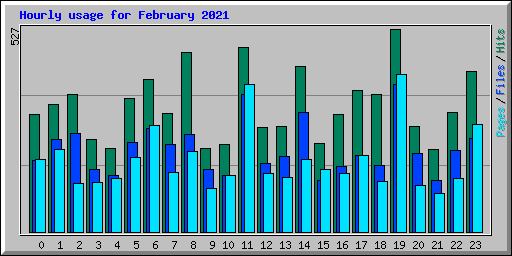 Hourly usage for February 2021
527
Pages/Files/Hits
0 1 2 3 4 5 6 7 8 9 10 11 12 13 14 15 16 17 18 19 20 21 22 23